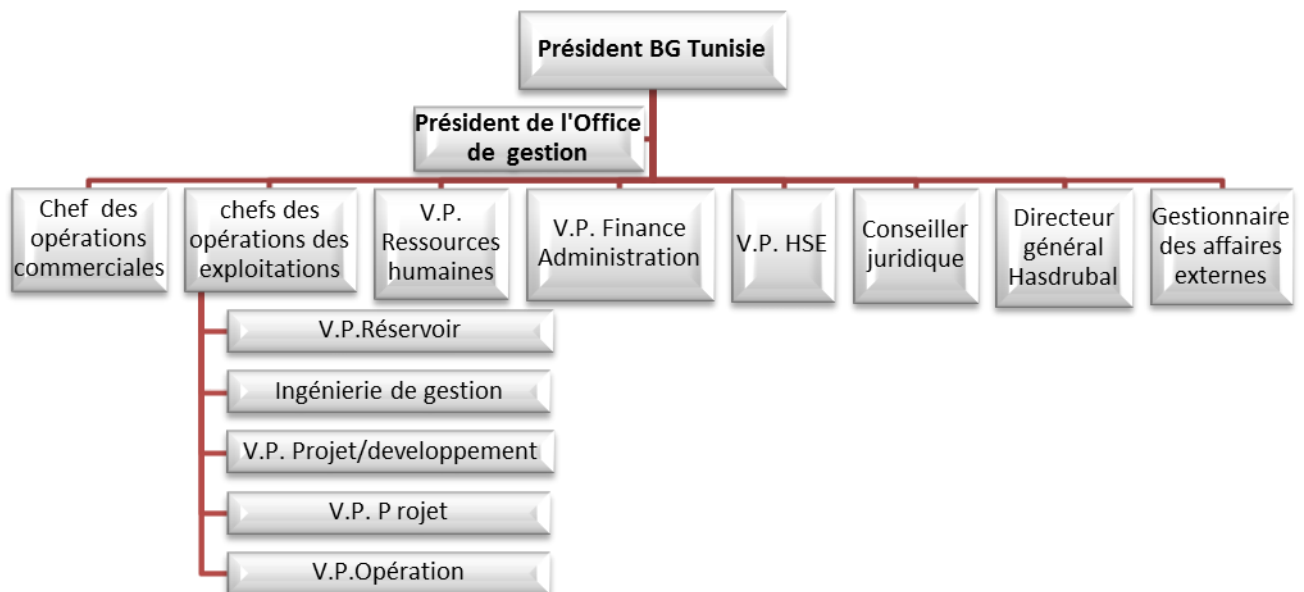 Président BG Tunisie
Président de l'Office
de gestion
Chef des
opérations
commerciales
chefs des
opérations des
exploitations
V.P.
Ressources
humaines
V.P. Finance
Administration
V.P. HSE
Conseiller
juridique
Directeur
général
Hasdrubal
Gestionnaire
des affaires
externes
V.P.Réservoir
Ingénierie de gestion
V.P. Projet/developpement
V.P. P rojet
V.P.Opération